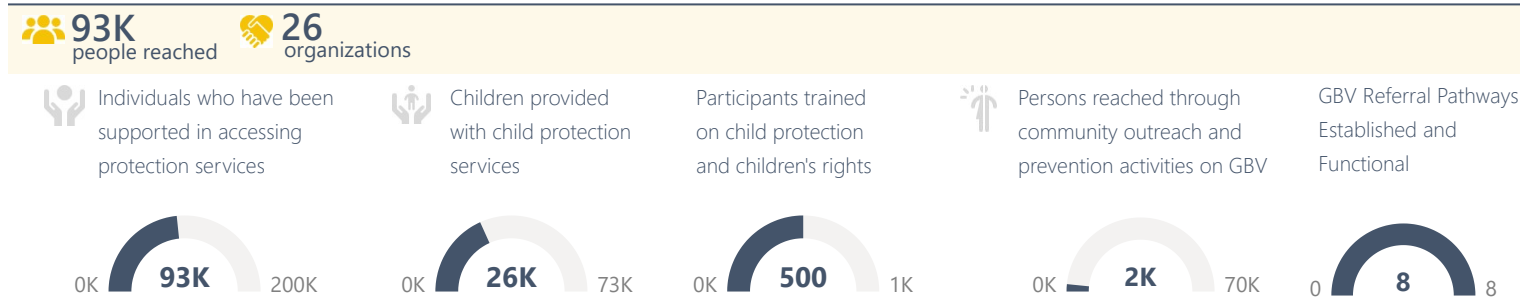 93K
people reached
26
organizations
Individuals who have been
supported in accessing
protection services
0K
93K
200K
Children provided
with child protection
services
0K
26K
73K
Participants trained
on child protection
and children's rights
0K
500
1K
Persons reached through
community outreach and
prevention activities on GBV
0K
2K
70K
GBV Referral Pathways
Established and
Functional
0
8
8